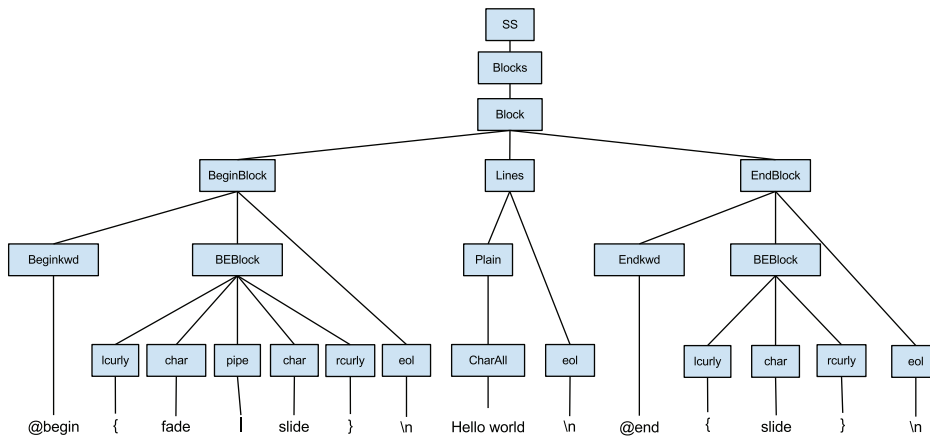 SS
Blocks
Block
BeginBlock Lines EndBlock
Beginkwd BEBlock Plain Endkwd BEBlock
lcurly char pipe char rcurly eol CharAll eol lcurly char rcurly eol
@begin { fade | slide } \n Hello world \n @end { slide } \n